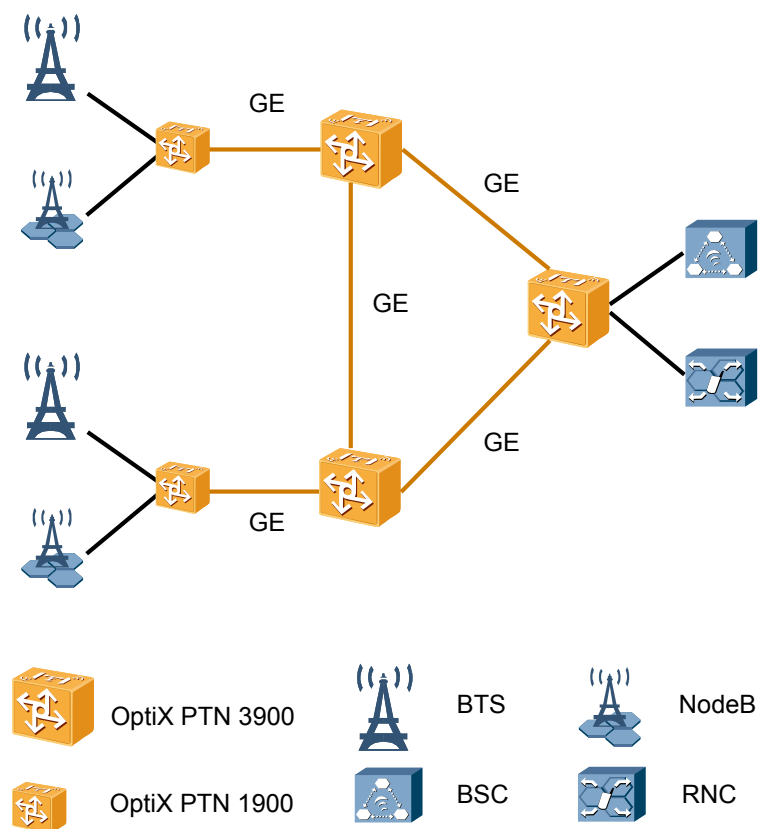 GE
GE
GE
GE
GE
OptiX PTN 3900
BTS
NodeB
OptiX PTN 1900
BSC
RNC